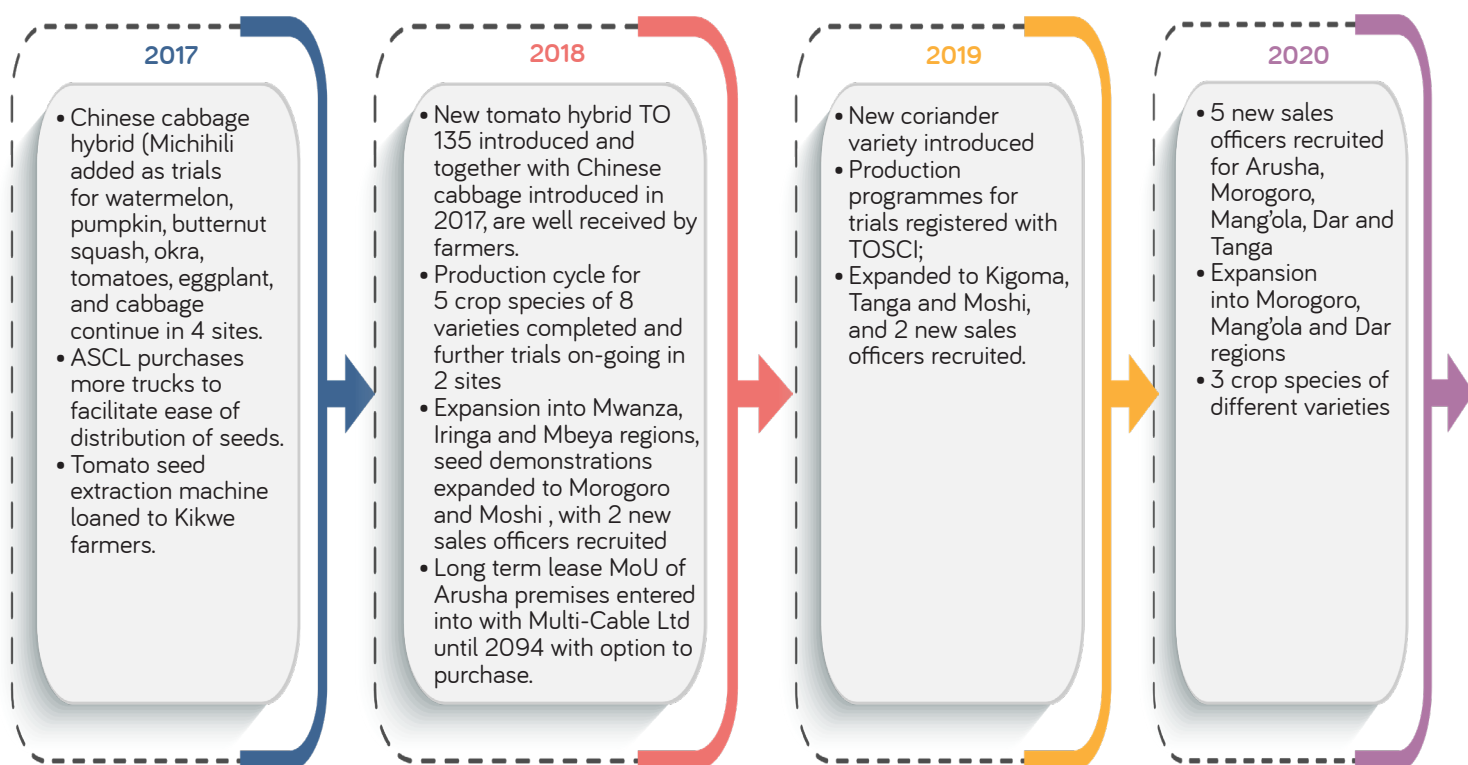 2017
• Chinese cabbage
hybrid (Michihili
added as trials
for watermelon,
pumpkin, butternut
squash, okra,
tomatoes, eggplant,
and cabbage
continue in 4 sites.
• ASCL purchases
more trucks to
facilitate ease of
distribution of seeds.
• Tomato seed
extraction machine
loaned to Kikwe
farmers.
2018
• New tomato hybrid TO
135 introduced and
together with Chinese
cabbage introduced in
2017, are well received by
farmers.
• Production cycle for
5 crop species of 8
varieties completed and
further trials on-going in
2 sites
• Expansion into Mwanza,
Iringa and Mbeya regions,
seed demonstrations
expanded to Morogoro
and Moshi , with 2 new
sales officers recruited
• Long term lease MoU of
Arusha premises entered
into with Multi-Cable Ltd
until 2094 with option to
purchase.
2019
• New coriander
variety introduced
• Production
programmes for
trials registered with
TOSCI;
• Expanded to Kigoma,
Tanga and Moshi,
and 2 new sales
officers recruited.
2020
• 5 new sales
officers recruited
for Arusha,
Morogoro,
Mang'ola, Dar and
Tanga
• Expansion
into Morogoro,
Mang'ola and Dar
regions
• 3 crop species of
different varieties